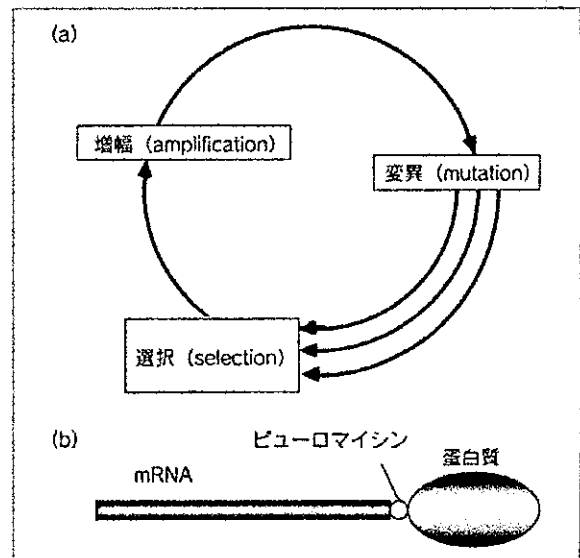 (a)
増幅 (amplification)
変異 (mutation)
選択 (selection)
(b)
ピューロマイシン
mRNA
蛋白質